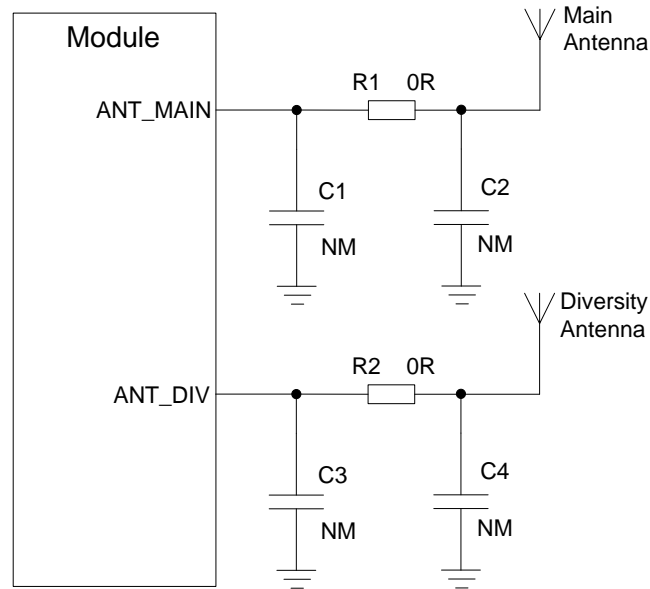 Module
Main
Antenna
ANT_MAIN
R1 0R
C1
NM
C2
NM
Diversity
Antenna
ANT_DIV
R2 0R
C3
NM
C4
NM